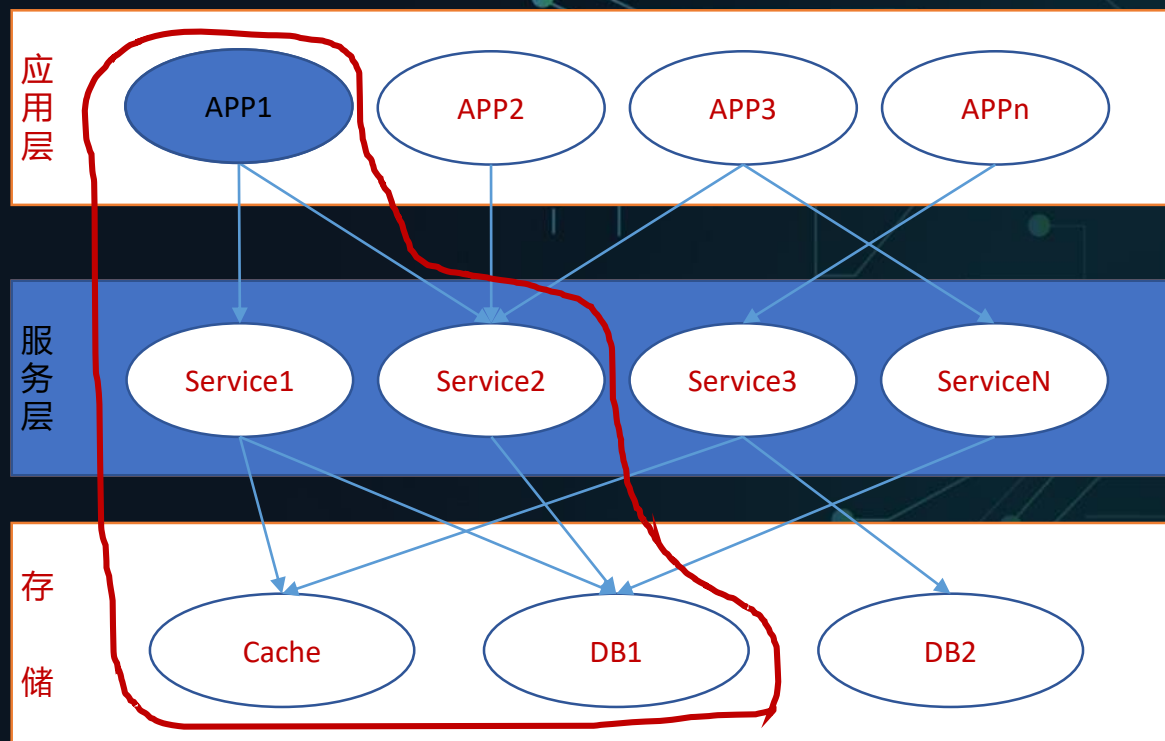 应用层
APP1
APP2
APP3
APPn
服务层
Service1
Service2
Service3
ServiceN
存储
Cache
DB1
DB2